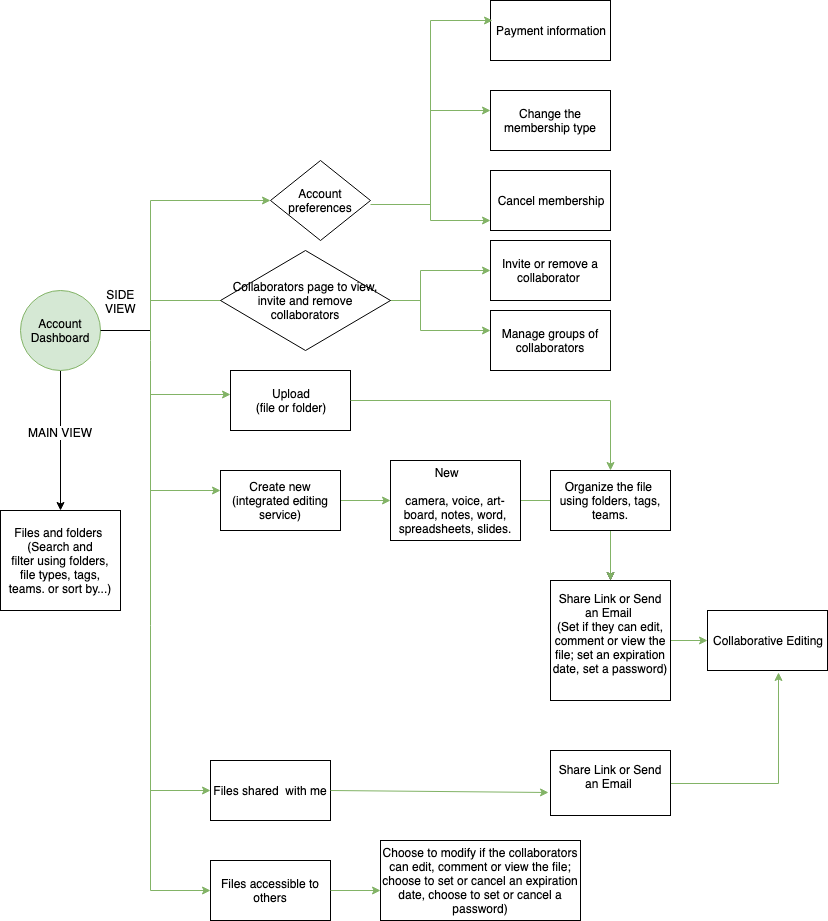 Payment information
Change the
membership type
Account
preferences
Cancel membership
Collaborators page to view,
invite and remove
collaborators
Invite or remove a
collaborator
SIDE
VIEW
Account
Dashboard
Manage groups of
collaborators
Upload
(file or folder)
MAIN VIEW
Create new
(integrated editing
service)
New
camera, voice, art-
board, notes, word,
spreadsheets, slides.
Organize the file
using folders, tags,
teams.
Files and folders
(Search and
filter using folders,
file types, tags,
teams. or sort by...)
Share Link or Send
an Email
(Set if they can edit,
comment or view the
file; set an expiration
date, set a password)
Collaborative Editing
Files shared  with me
Share Link or Send
an Email
Files accessible to
others
Choose to modify if the collaborators
can edit, comment or view the file;
choose to set or cancel an expiration
date, choose to set or cancel a
password)